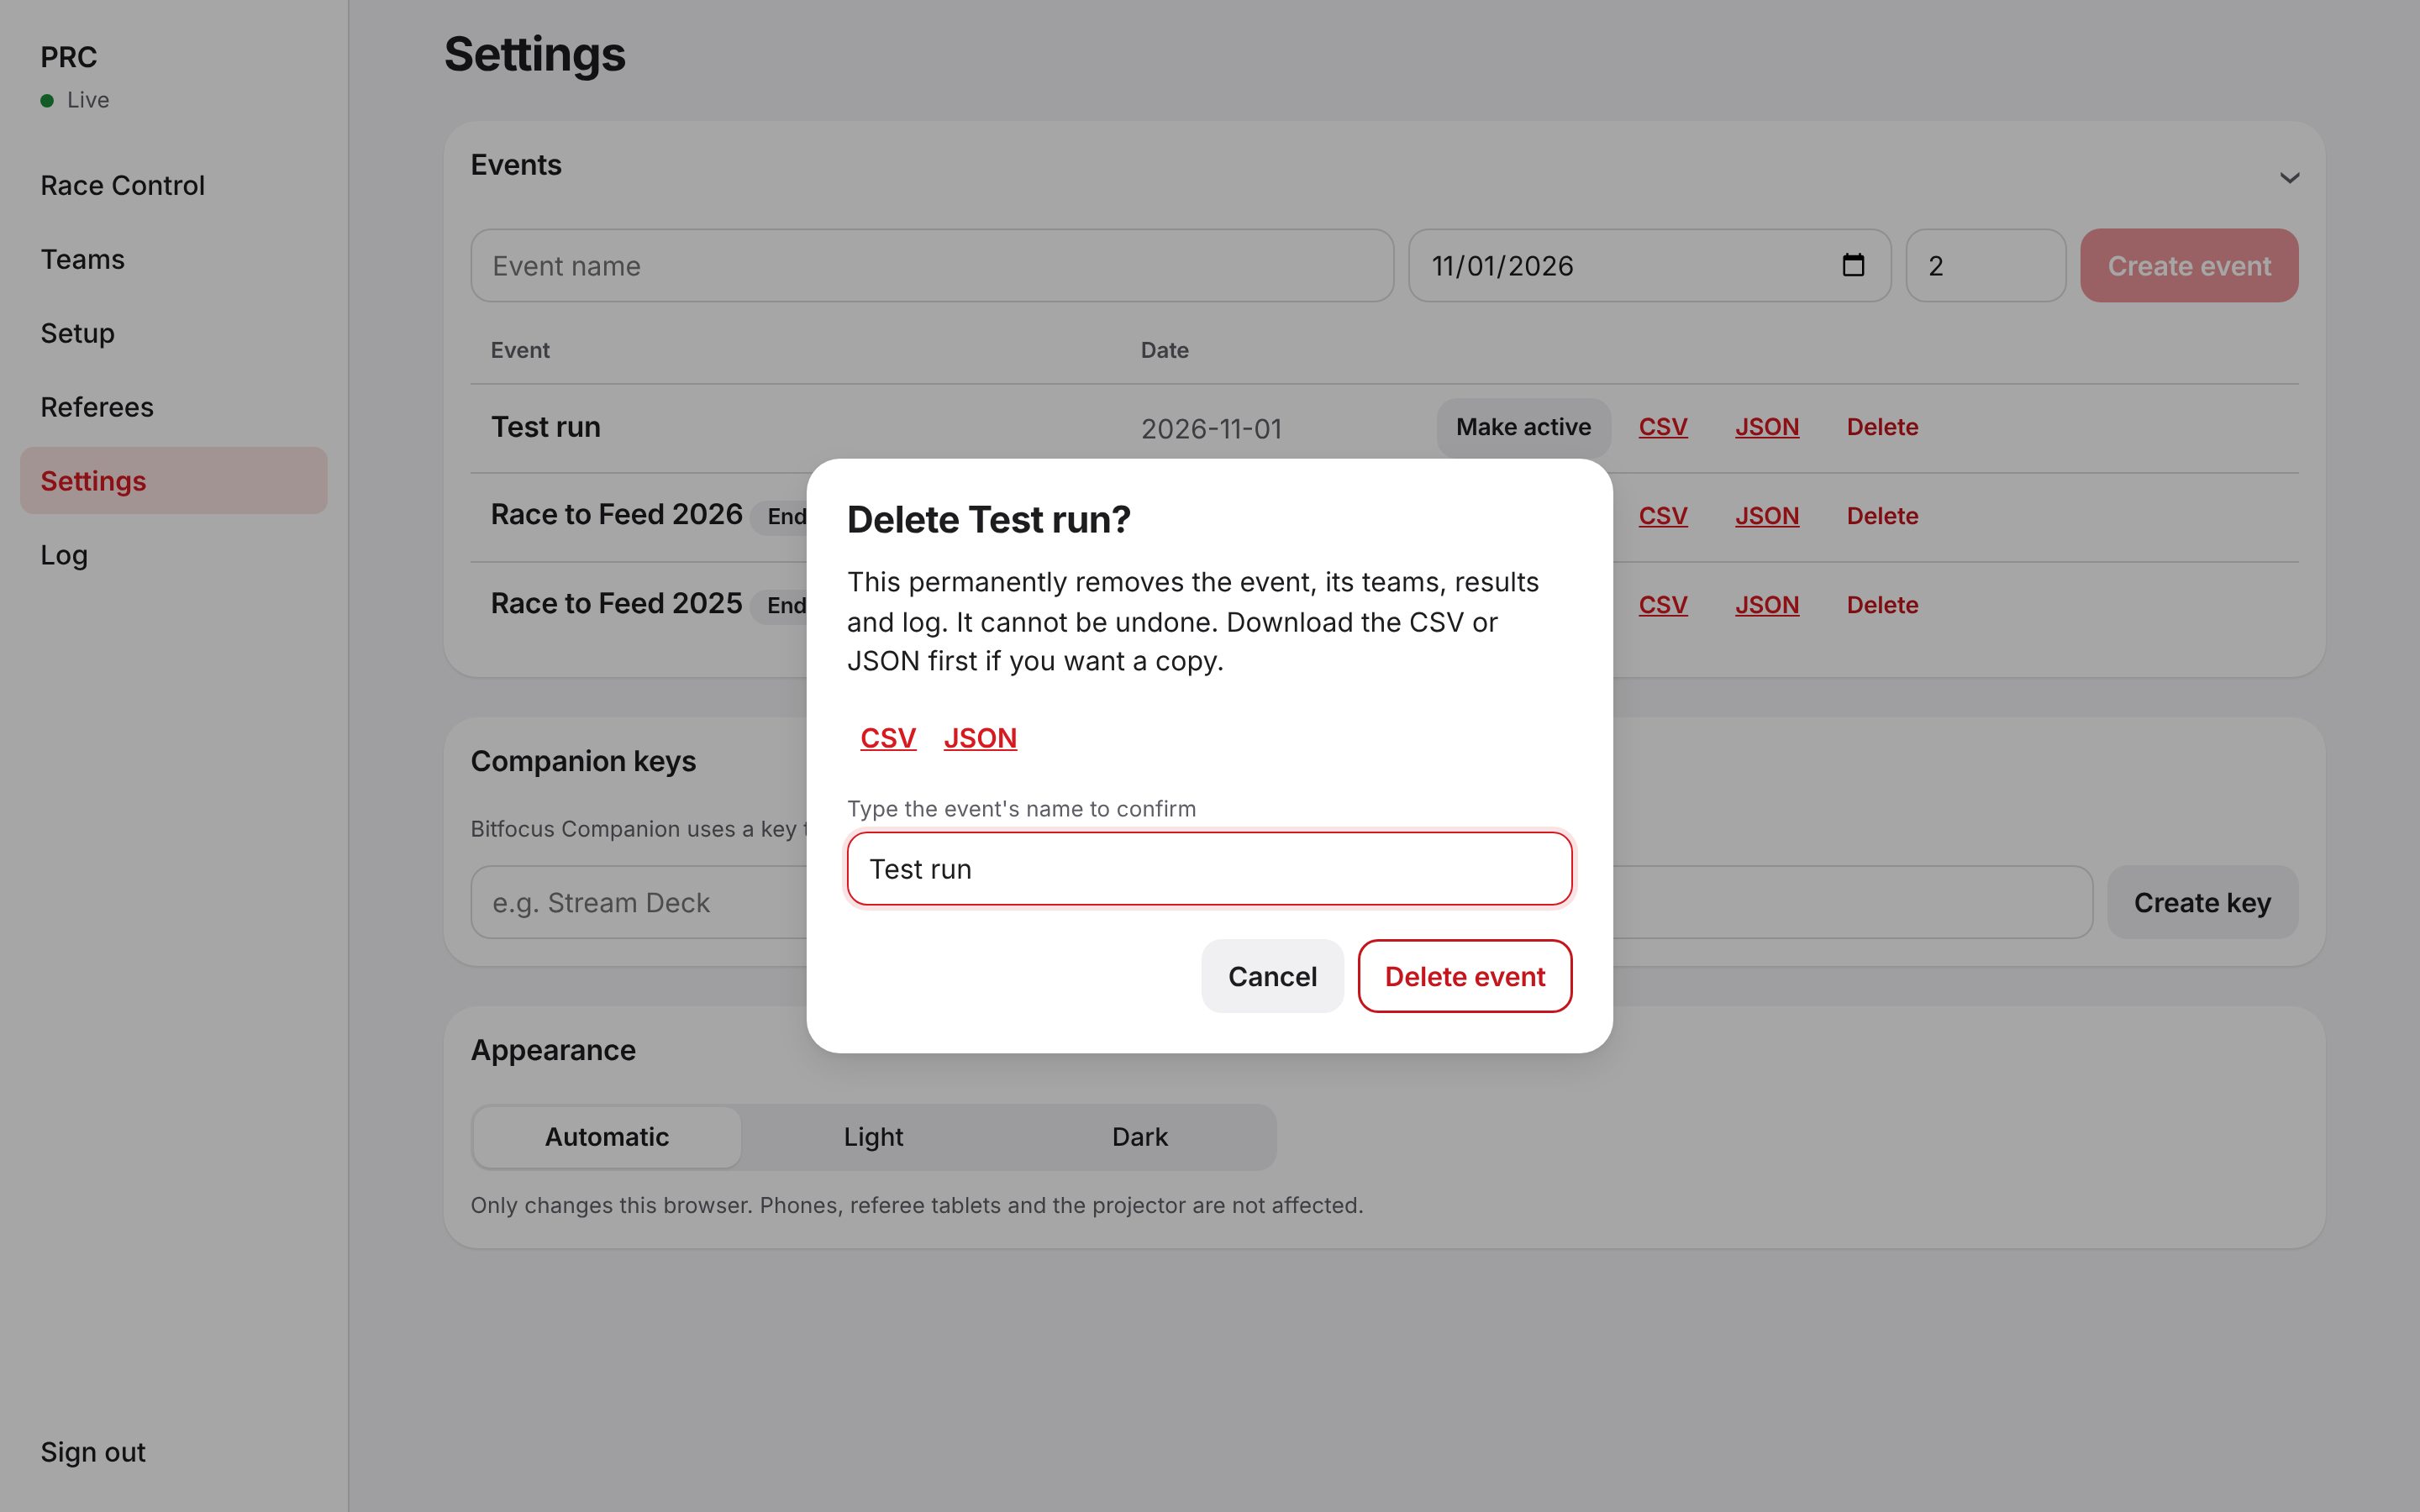 PRC
Live
Race Control
Teams
Setup
Referees
Settings
Log
Sign out
Settings
Events
Event name
11/01/2026
2
Create event
Event Date
Test run 2026-11-01 Make active CSV JSON Delete
Race to Feed 2026 End CSV JSON Delete
Race to Feed 2025 End CSV JSON Delete
Companion keys
Bitfocus Companion uses a key
e.g. Stream Deck
Create key
Appearance
Automatic Light Dark
Only changes this browser. Phones, referee tablets and the projector are not affected.
Delete Test run?
This permanently removes the event, its teams, results
and log. It cannot be undone. Download the CSV or
JSON first if you want a copy.
CSV JSON
Type the event's name to confirm
Test run
Cancel Delete event